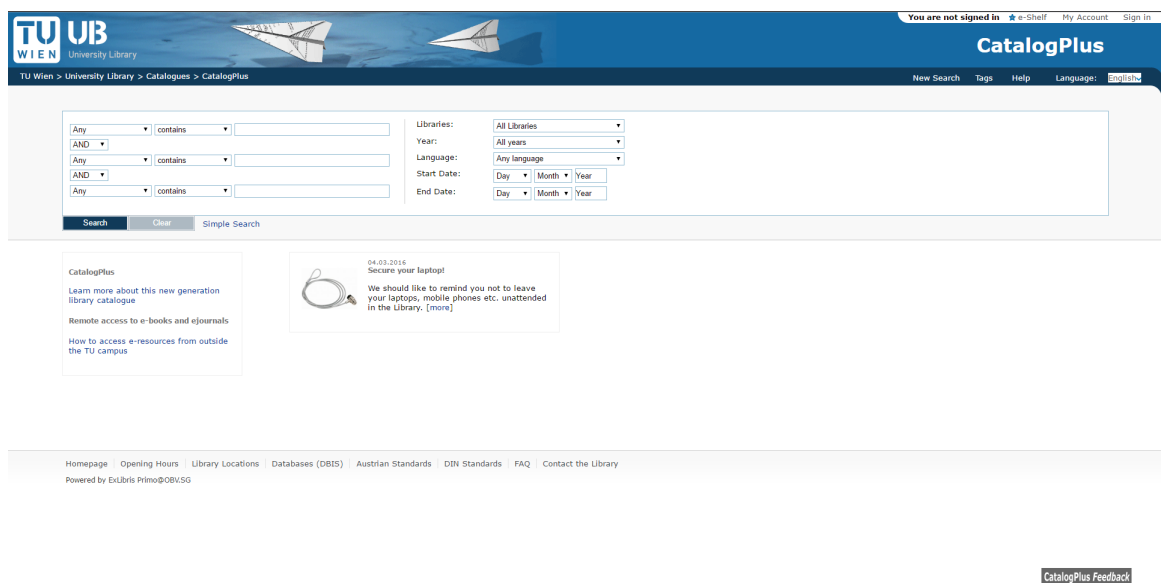 You are not signed in e-Shelf My Account Sign in
TU UB
WIEN University Library
CatalogPlus
TU Wien > University Library > Catalogues > CatalogPlus
New Search Tags Help Language: English
Any contains
AND
Any contains
AND
Any contains
Libraries: All Libraries
Year: All years
Language: Any language
Start Date: Day Month Year
End Date: Day Month Year
Search Clear Simple Search
CatalogPlus
Learn more about this new generation
library catalogue
Remote access to e-books and ejournals
How to access e-resources from outside
the TU campus
04.03.2016
Secure your laptop!
We should like to remind you not to leave
your laptops, mobile phones etc. unattended
in the Library. [more]
Homepage Opening Hours Library Locations Databases (DBIS) Austrian Standards DIN Standards FAQ Contact the Library
Powered by ExLibris Primo@OBV.SG
CatalogPlus Feedback